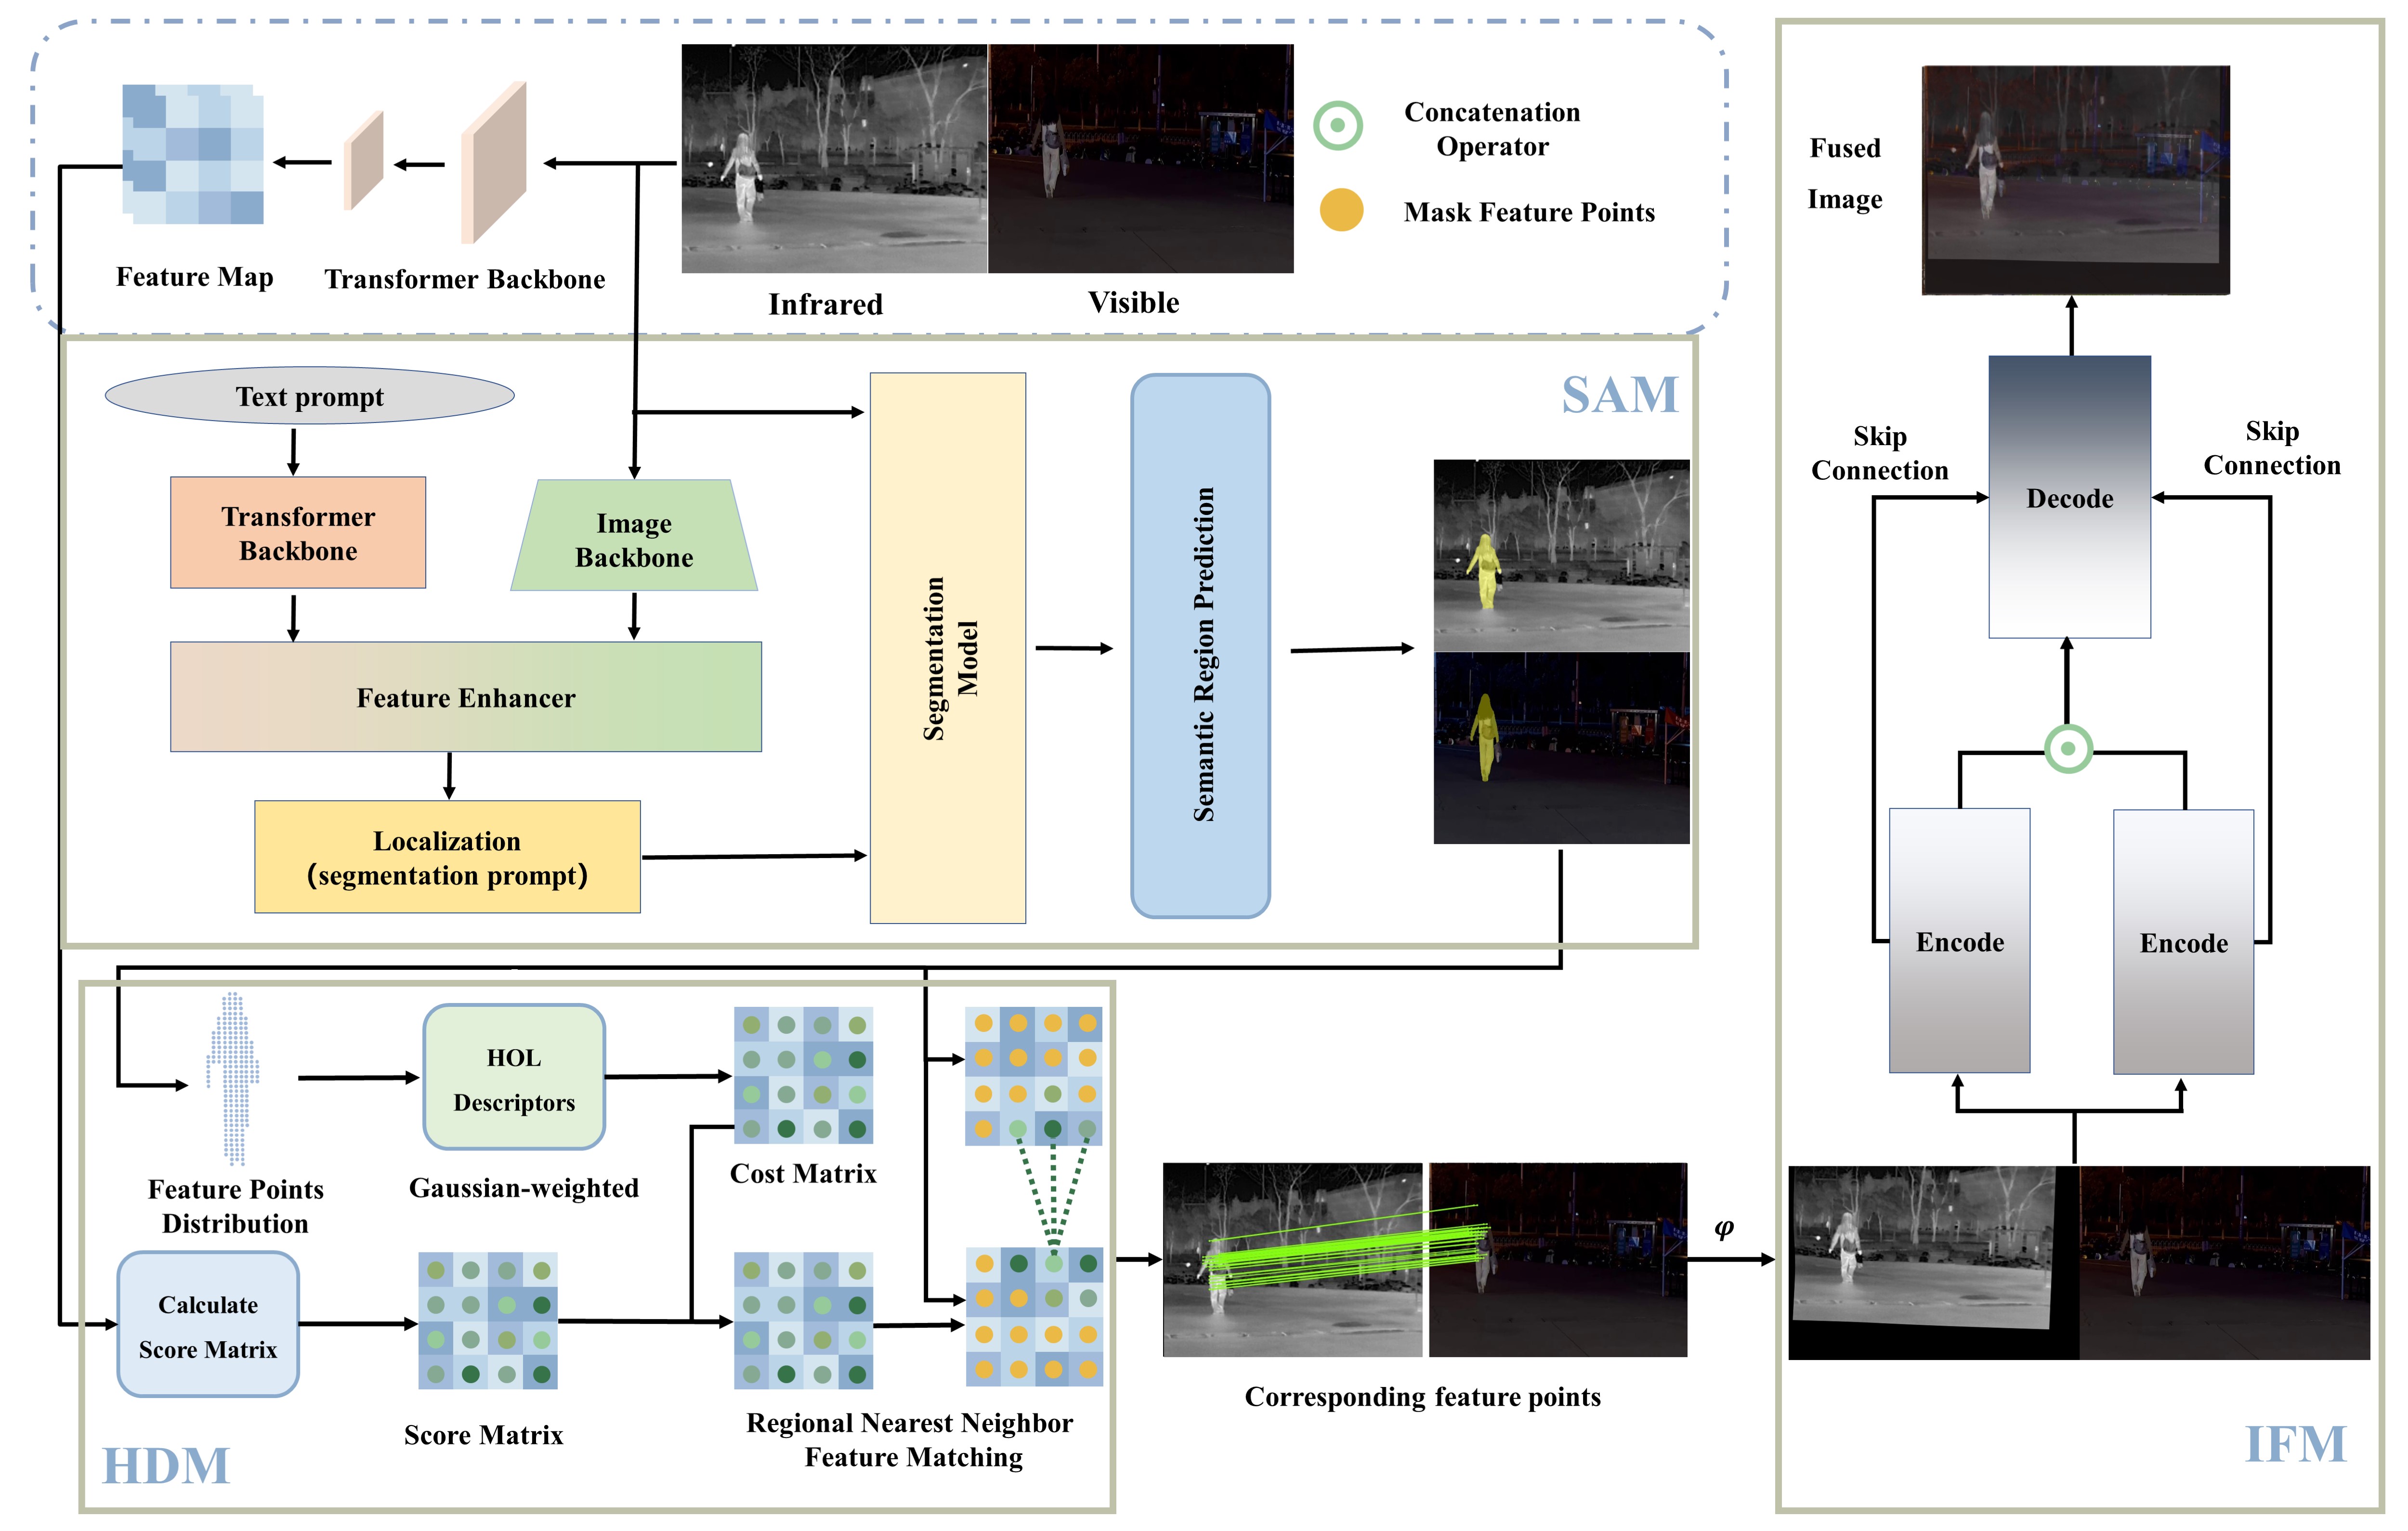 Feature Map
Transformer Backbone
Infrared
Visible
Concatenation
Operator
Mask Feature Points
SAM
Text prompt
Transformer
Backbone
Image
Backbone
Feature Enhancer
Localization
(segmentation prompt)
Segmentation
Model
Semantic Region Prediction
HDM
Feature Points
Distribution
HOL
Descriptors
Gaussian-weighted
Cost Matrix
Calculate
Score Matrix
Score Matrix
Regional Nearest Neighbor
Feature Matching
Corresponding feature points
φ
IFM
Fused
Image
Skip
Connection
Decode
Skip
Connection
Encode
Encode